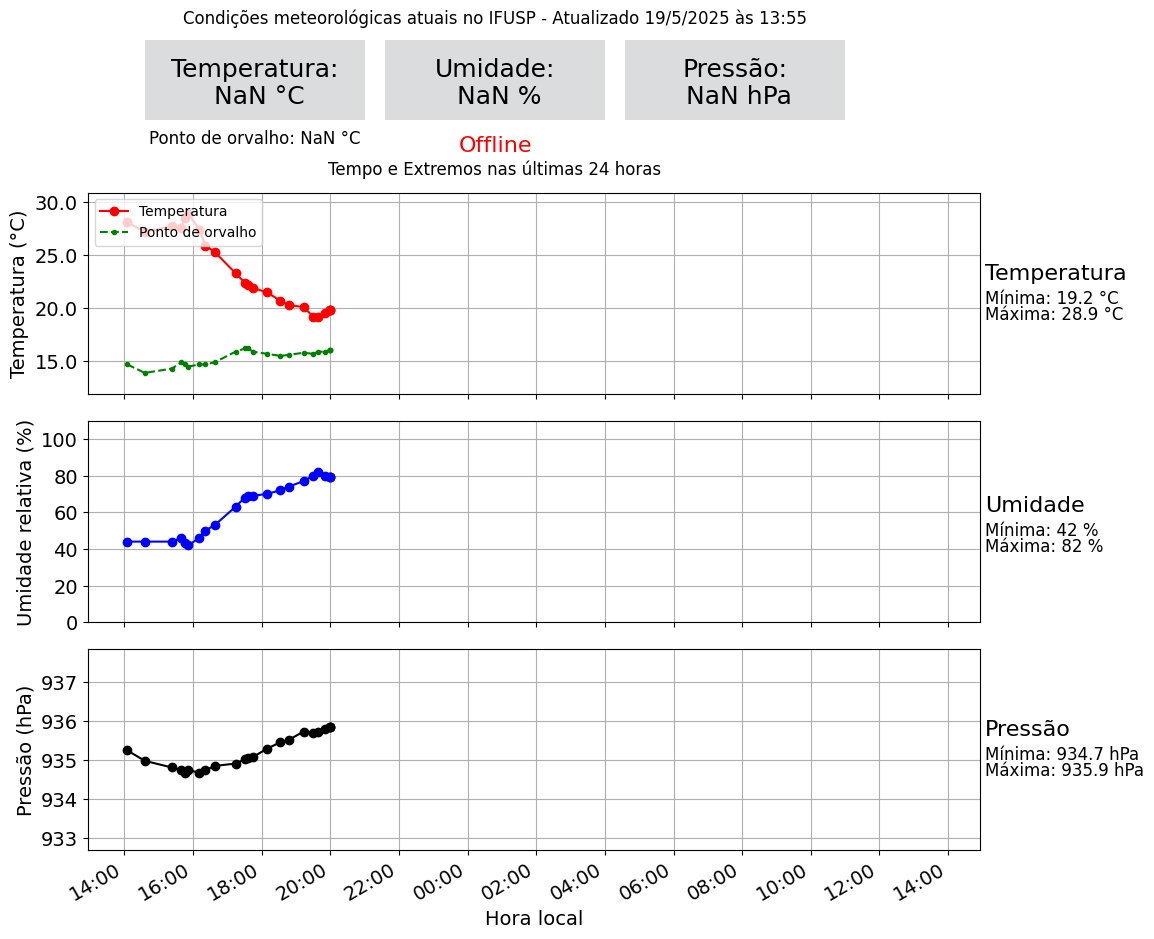 Condições meteorológicas atuais no IFUSP - Atualizado 19/5/2025 às 13:55
Temperatura:
NaN °C
Umidade:
NaN %
Pressão:
NaN hPa
Ponto de orvalho: NaN °C
Offline
Tempo e Extremos nas últimas 24 horas
Temperatura (°C)
30.0
25.0
20.0
15.0
Temperatura
Ponto de orvalho
Temperatura
Mínima: 19.2 °C
Máxima: 28.9 °C
Umidade relativa (%)
100
80
60
40
20
0
Umidade
Mínima: 42 %
Máxima: 82 %
Pressão (hPa)
937
936
935
934
933
Pressão
Mínima: 934.7 hPa
Máxima: 935.9 hPa
14:00
16:00
18:00
20:00
22:00
00:00
02:00
04:00
06:00
08:00
10:00
12:00
14:00
Hora local